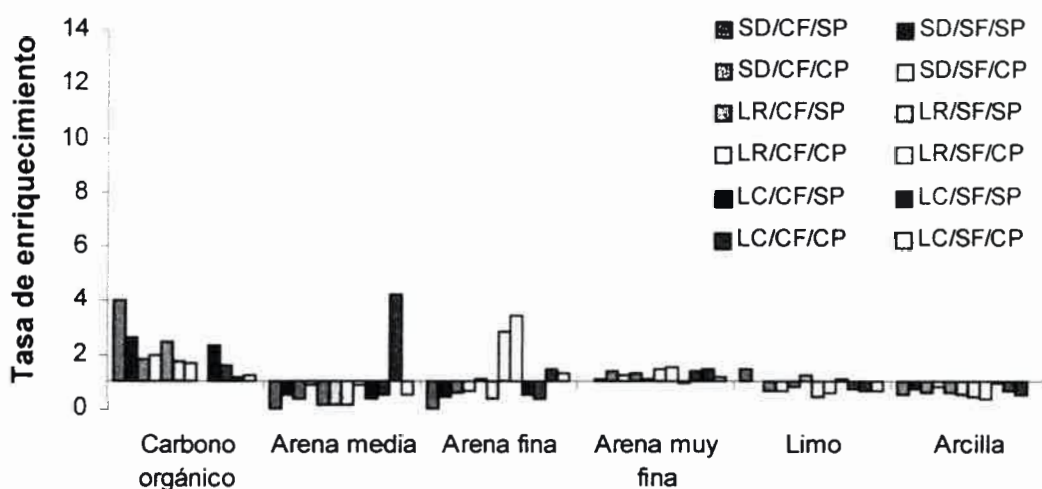 Tasa de enriquecimiento
14
12
10
8
6
4
2
0
SD/CF/SP
SD/SF/SP
SD/CF/CP
SD/SF/CP
LR/CF/SP
LR/SF/SP
LR/CF/CP
LR/SF/CP
LC/CF/SP
LC/SF/SP
LC/CF/CP
LC/SF/CP
Carbono
orgánico
Arena media
Arena fina
Arena muy
fina
Limo
Arcilla